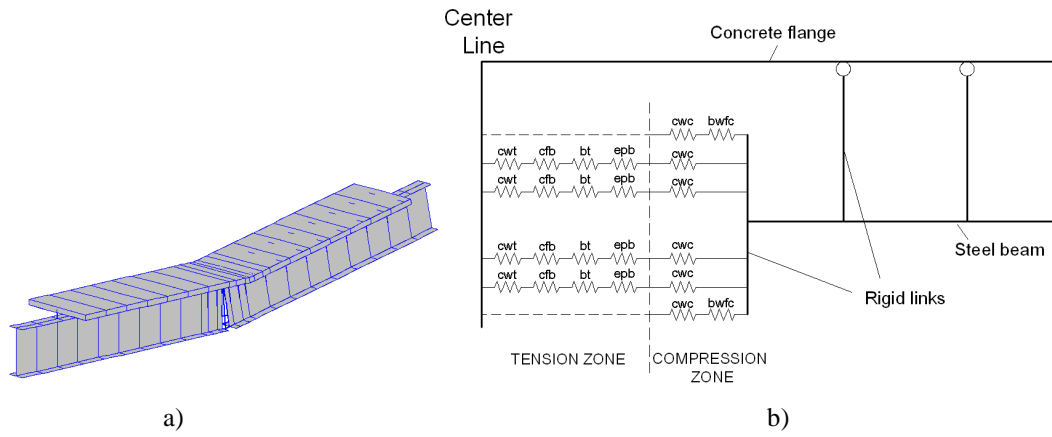 Center
Line
Concrete flange
cwc bwfc
cwt cfb bt epb cwc
cwt cfb bt epb cwc
cwt cfb bt epb cwc
cwt cfb bt epb cwc
cwc bwfc
Steel beam
Rigid links
TENSION ZONE
COMPRESSION
ZONE
a)
b)